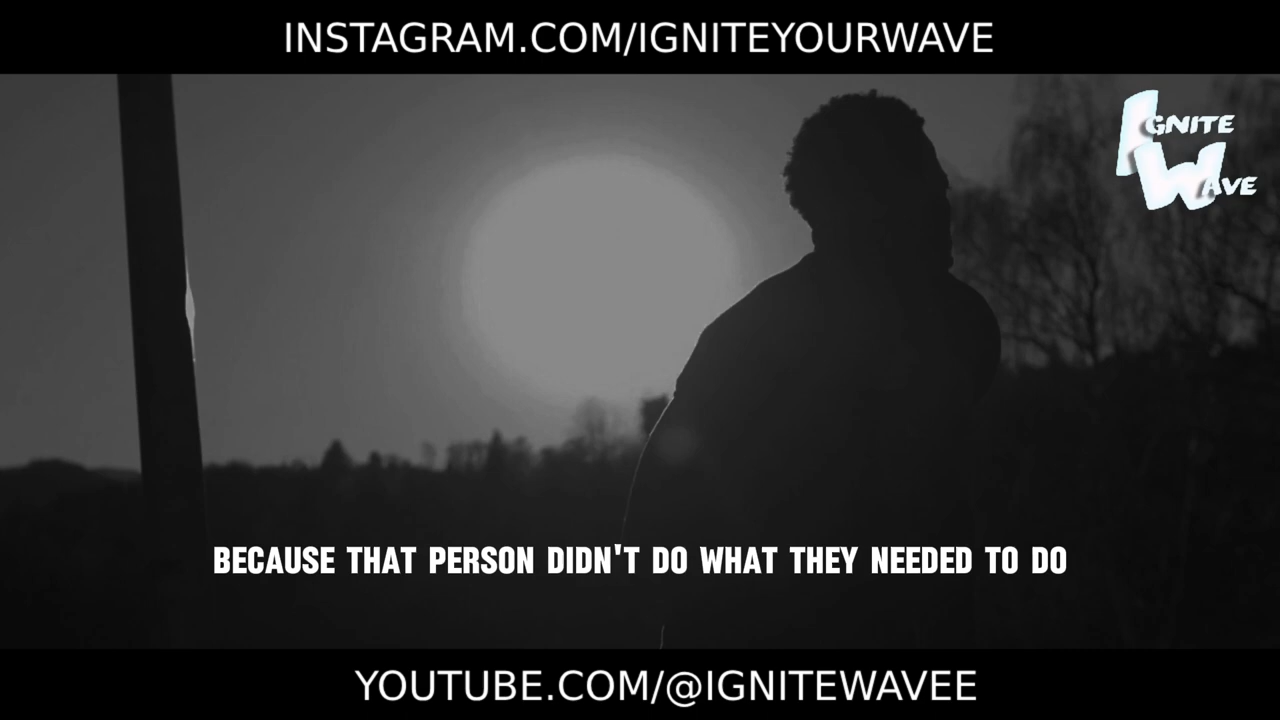 INSTAGRAM.COM/IGNITEYOURWAVE
IGNITE
WAVE
BECAUSE THAT PERSON DIDN'T DO WHAT THEY NEEDED TO DO
YOUTUBE.COM/@IGNITEWAVEE